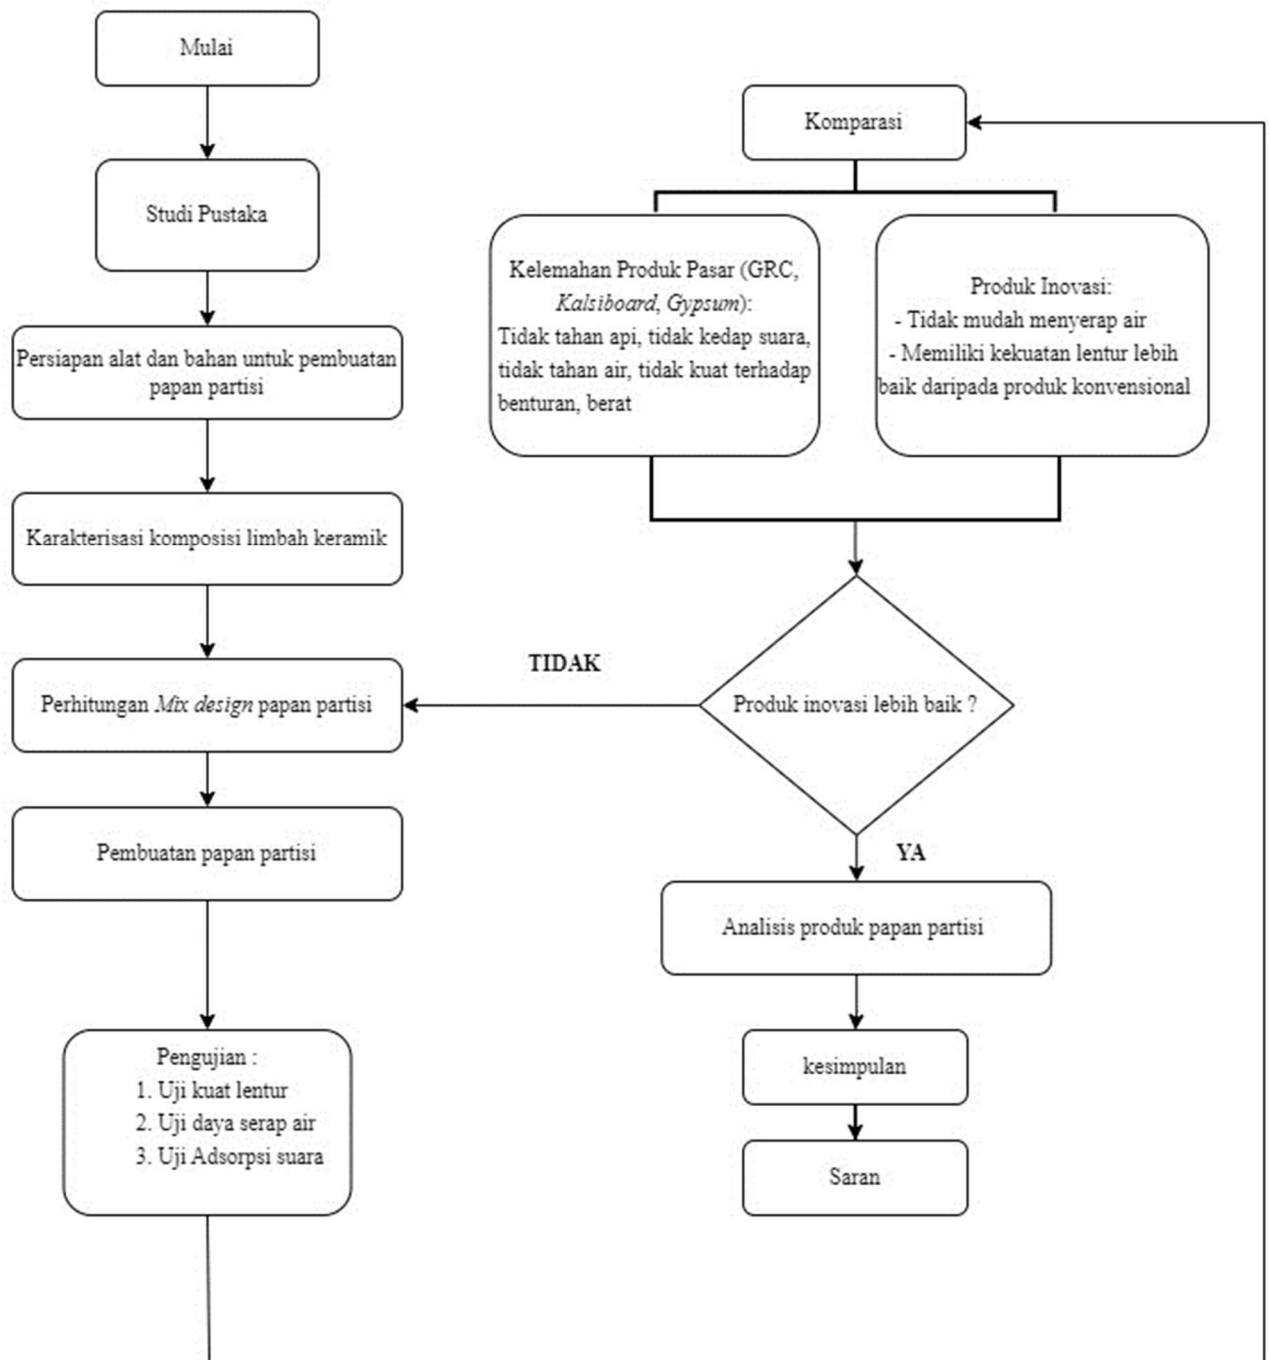 Mulai
Studi Pustaka
Persiapan alat dan bahan untuk pembuatan
papan partisi
Karakterisasi komposisi limbah keramik
Perhitungan Mix design papan partisi
Pembuatan papan partisi
Pengujian :
1. Uji kuat lentur
2. Uji daya serap air
3. Uji Adsorpsi suara
Komparasi
Kelemahan Produk Pasar (GRC,
Kalsiboard, Gypsum):
Tidak tahan api, tidak kedap suara,
tidak tahan air, tidak kuat terhadap
benturan, berat
Produk Inovasi:
- Tidak mudah menyerap air
- Memiliki kekuatan lentur lebih
baik daripada produk konvensional
Produk inovasi lebih baik ?
TIDAK
YA
Analisis produk papan partisi
kesimpulan
Saran